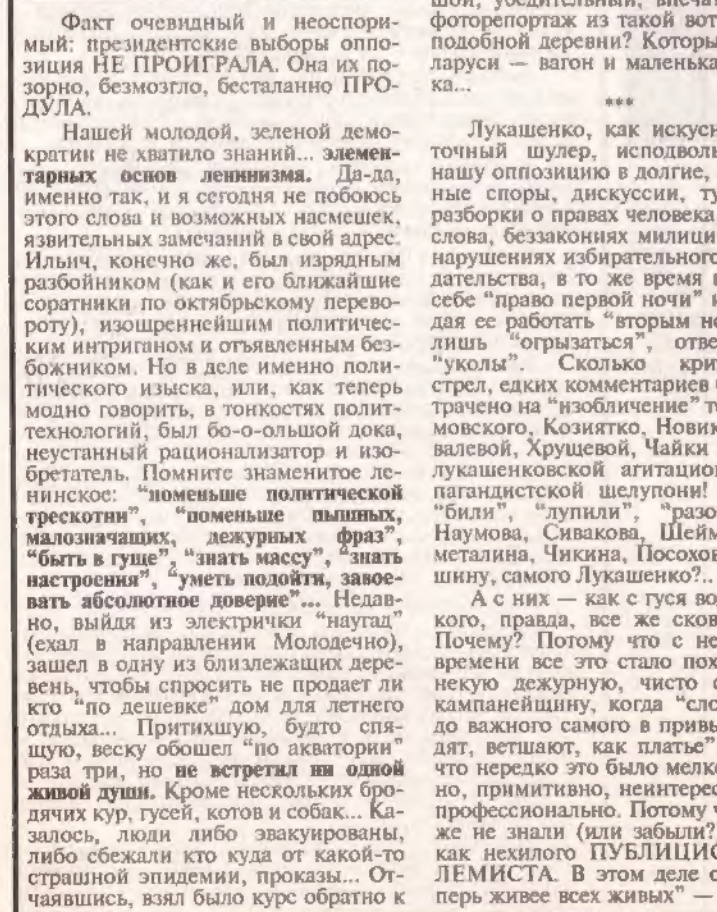 Факт очевидный и неоспори-
мый: президентские выборы оппо-
зиция НЕ ПРОИГРАЛА. Она их по-
зорно, безмозгло, бесталанно ПРО-
ДУЛА.
Нашей молодой, зеленой демо-
кратии не хватило знаний... элемен-
тарных основ ленинизма. Да-да,
именно так, и я сегодня не побоюсь
этого слова и возможных насмешек,
язвительных замечаний в свой адрес.
Ильич, конечно же, был изрядным
разбойником (как и его ближайшие
соратники по октябрьскому перево-
роту), изощреннейшим политичес-
ким интриганом и отъявленным без-
божником. Но в деле именно поли-
тического изыска, или, как теперь
модно говорить, в тонкостях полит-
технологий, был бо-о-ольшой дока,
неустанный рационализатор и изо-
бретатель. Помните знаменитое ле-
нинское: "поменьше политической
трескотни", "поменьше пышных,
малозначащих, дежурных фраз",
"быть в гуще", "знать массу", "знать
настроения", "уметь подойти, завое-
вать абсолютное доверие"... Недав-
но, выйдя из электрички "наугад"
(ехал в направлении Молодечно),
зашел в одну из близлежащих дере-
вень, чтобы спросить не продает ли
кто "по дешевке" дом для летнего
отдыха... Притихшую, будто спя-
щую, веску обошел "по акватории"
раза три, но не встретил ни одной
живой души. Кроме нескольких бро-
дячих кур, гусей, котов и собак... Ка-
залось, люди либо эвакуированы,
либо сбежали кто куда от какой-то
страшной эпидемии, проказы... От-
чаявшись, взял было курс обратно к
фоторепортаж из такой вот
подобной деревни? Которы
ларуси — вагон и маленька
ка...
***
Лукашенко, как искусн
точный шулер, исподволь
нашу оппозицию в долгие,
ные споры, дискуссии, ту
разборки о правах человека
слова, беззакониях милици
нарушениях избирательного
дательства, в то же время
себе "право первой ночи"
дая ее работать "вторым не
лишь "огрызаться", отве
"уколы". Сколько крит
стрел, едких комментариев
трачено на "изобличение" т
мовского, Козиятко, Новик
валевой, Хрущевой, Чайки
лукашенковской агитацион
пагандистской шелупони!
"били", "лупили", "разо
Наумова, Сивакова, Шейм
металина, Чикина, Посохов
шину, самого Лукашенко?..
А с них — как с гуся во
кого, правда, все же сков
Почему? Потому что с не
времени все это стало пох
некую дежурную, чисто
кампанейщину, когда "сло
до важного самого в привы
дят, ветшают, как платье"
что нередко это было мелк
но, примитивно, неинтерес
профессионально. Потому
же не знали (или забыли?
как нехилого ПУБЛИЦИС
ЛЕМИСТА. В этом деле
перь живее всех живых" —